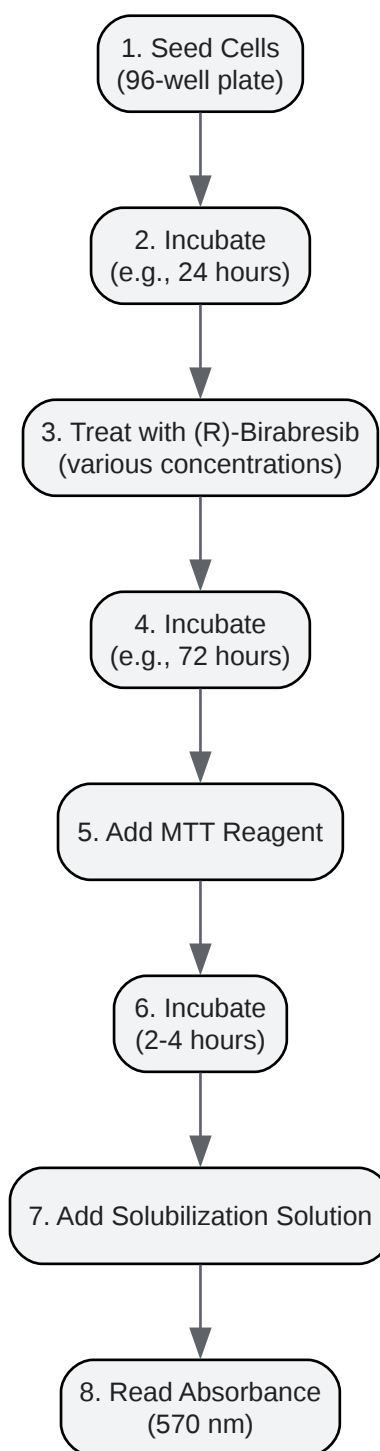 1. Seed Cells
(96-well plate)
2. Incubate
(e.g., 24 hours)
3. Treat with (R)-Birabresib
(various concentrations)
4. Incubate
(e.g., 72 hours)
5. Add MTT Reagent
6. Incubate
(2-4 hours)
7. Add Solubilization Solution
8. Read Absorbance
(570 nm)